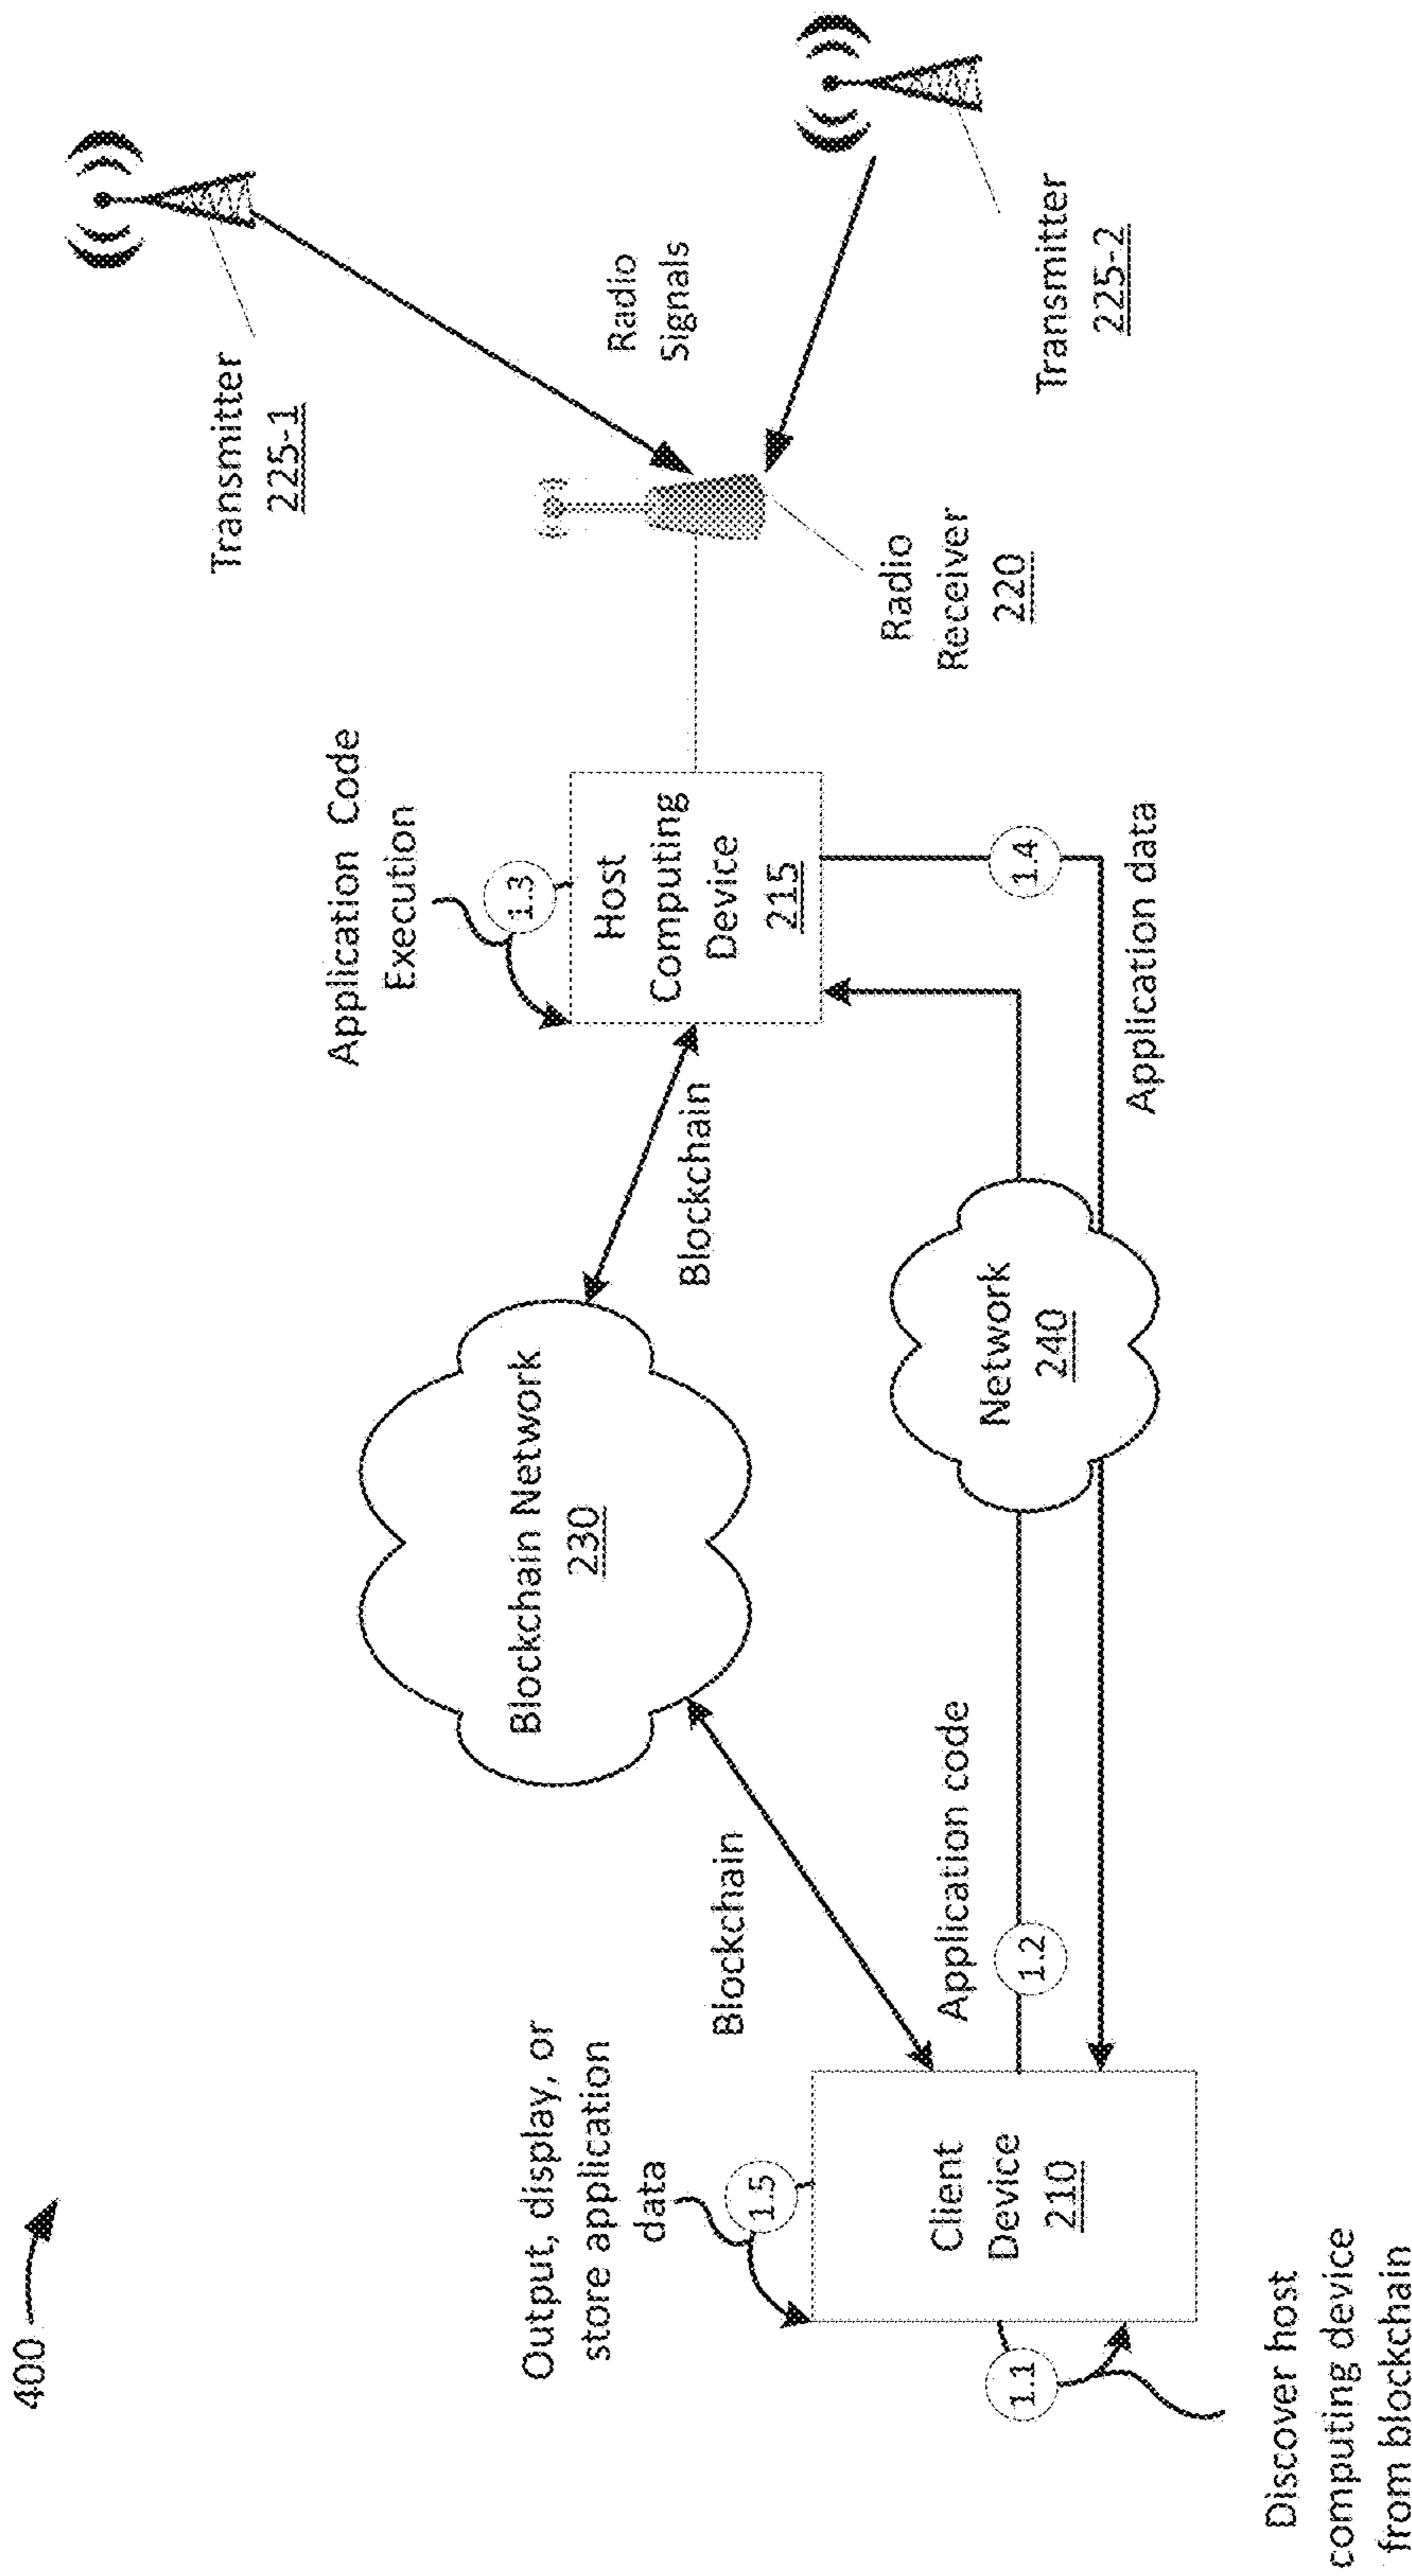 400
Output, display, or
store application
data
1.5
Client
Device
210
1.1
Discover host
computing device
from blockchain
Blockchain
Application code
1.2
Blockchain Network
230
Blockchain
Network
240
Application Code
Execution
1.3
Host
Computing
Device
215
1.4
Application data
Transmitter
225-1
Radio
Signals
Radio
Receiver
220
Transmitter
225-2